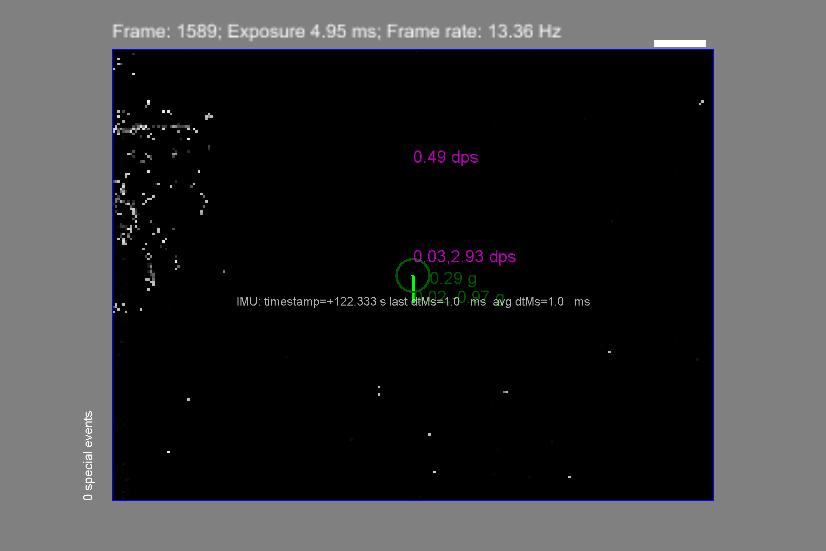 Frame: 1589; Exposure 4.95 ms; Frame rate: 13.36 Hz
0.49 dps
0.03,2.93 dps
0.29 g
0.97 g
IMU: timestamp=+122.333 s last dtMs=1.0 ms avg dtMs=1.0 ms
0 special events